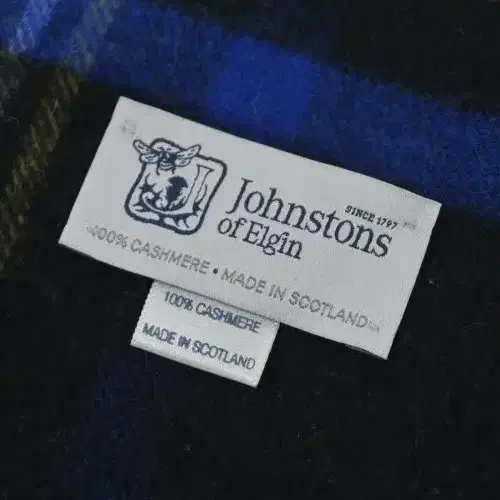 SINCE 1797
Johnstons
of Elgin
100% CASHMERE • MADE IN SCOTLAND
100% CASHMERE
MADE IN SCOTLAND